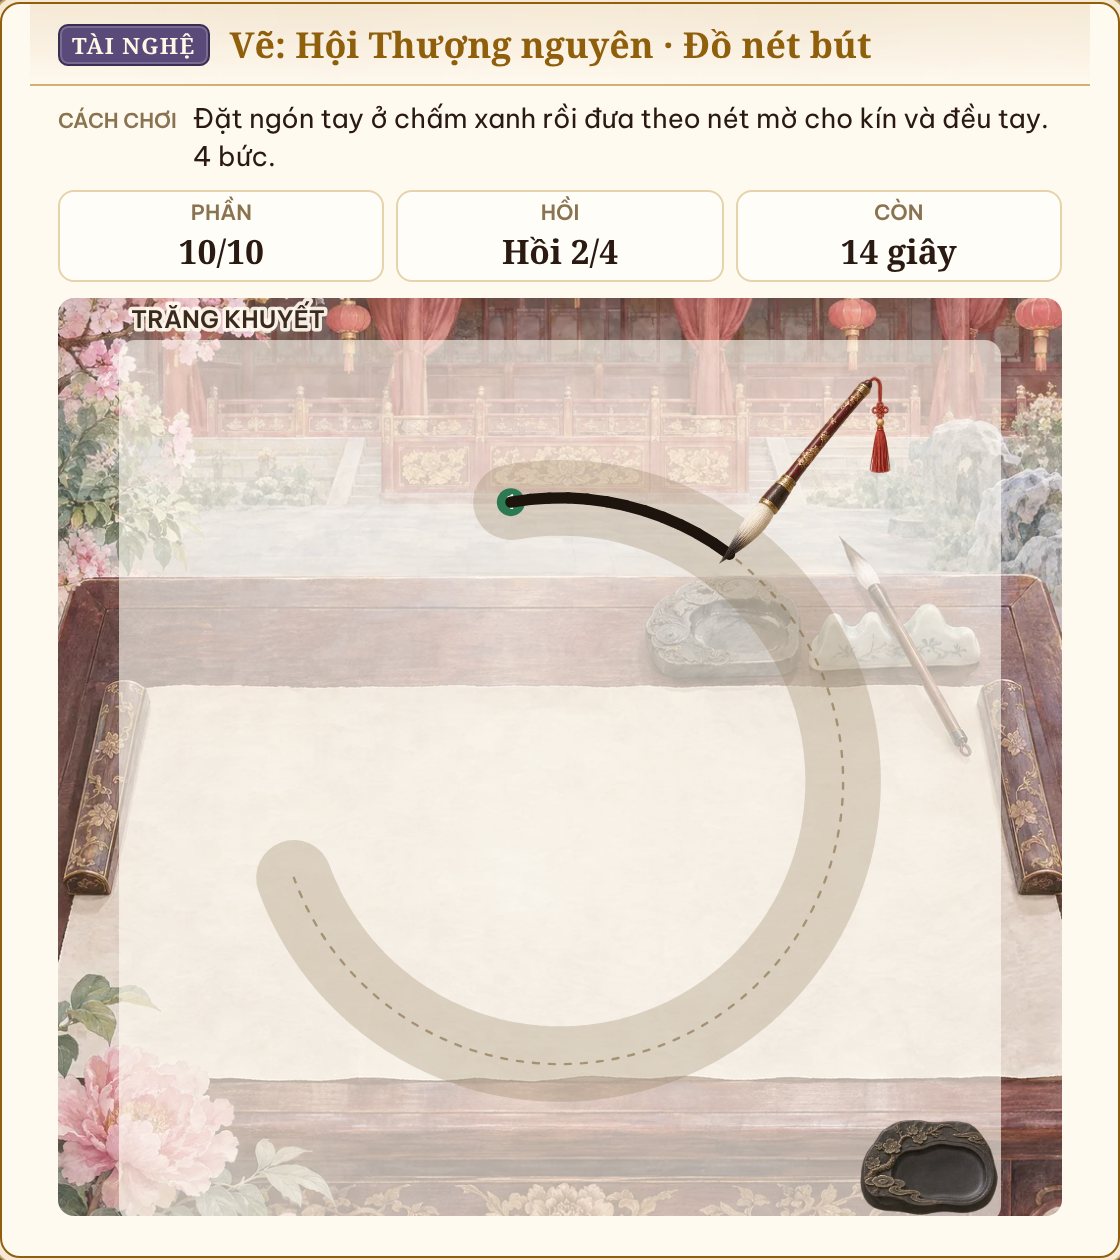 TÀI NGHỆ
Vẽ: Hội Thượng nguyên · Đồ nét bút
CÁCH CHƠI
Đặt ngón tay ở chấm xanh rồi đưa theo nét mờ cho kín và đều tay.
4 bức.
PHẦN
10/10
HỒI
Hồi 2/4
CÒN
14 giây
TRĂNG KHUYẾT